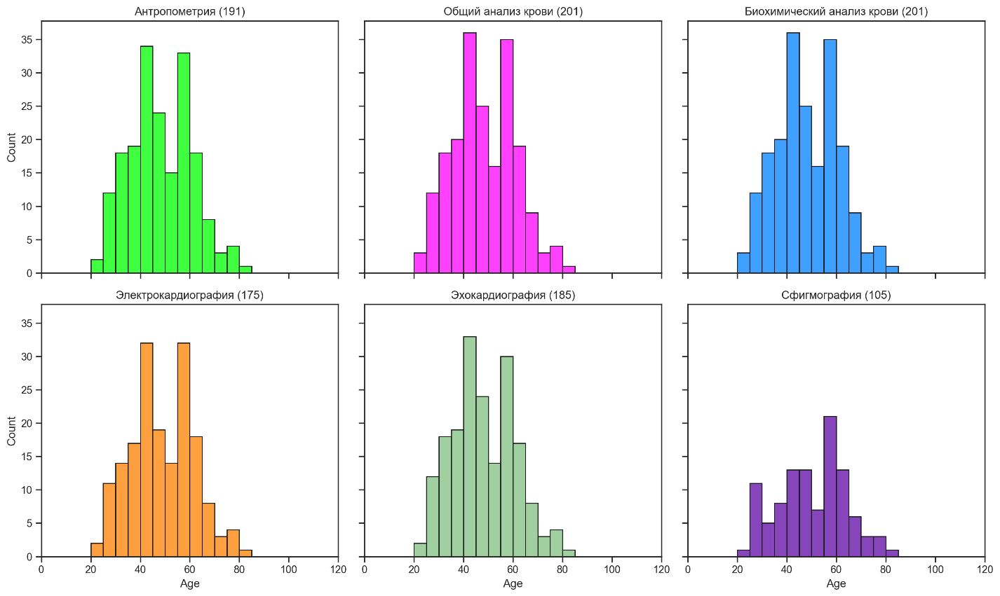 Антропометрия (191)
Общий анализ крови (201)
Биохимический анализ крови (201)
35
30
25
20
15
10
5
0
Count
Электрокардиография (175)
Эхокардиография (185)
Сфигмография (105)
35
30
25
20
15
10
5
0
Count
0 20 40 60 80 100 120
0 20 40 60 80 100 120
0 20 40 60 80 100 120
Age
Age
Age